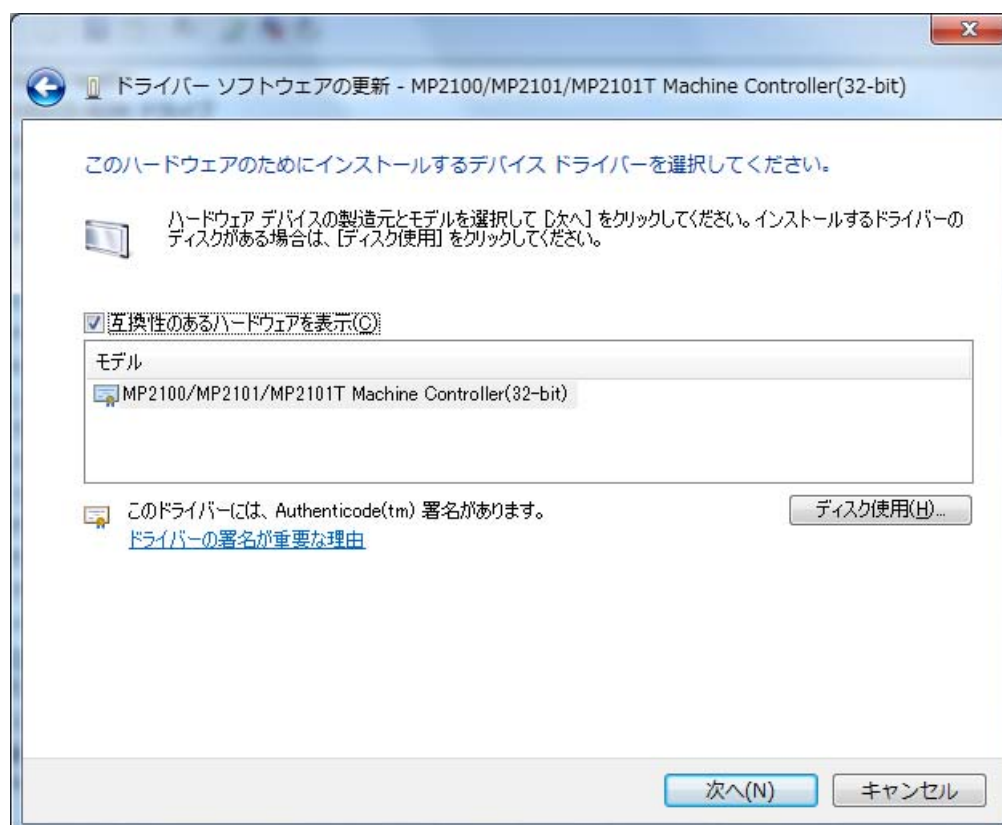 ドライバー ソフトウェアの更新 - MP2100/MP2101/MP2101T Machine Controller(32-bit)
このハードウェアのためにインストールするデバイス ドライバーを選択してください。
ハードウェア デバイスの製造元とモデルを選択して [次へ] をクリックしてください。インストールするドライバーの
ディスクがある場合は、[ディスク使用] をクリックしてください。
互換性のあるハードウェアを表示(C)
モデル
MP2100/MP2101/MP2101T Machine Controller(32-bit)
このドライバーには、Authenticode(tm) 署名があります。
ディスク使用(H)...
ドライバーの署名が重要な理由
次へ(N)
キャンセル